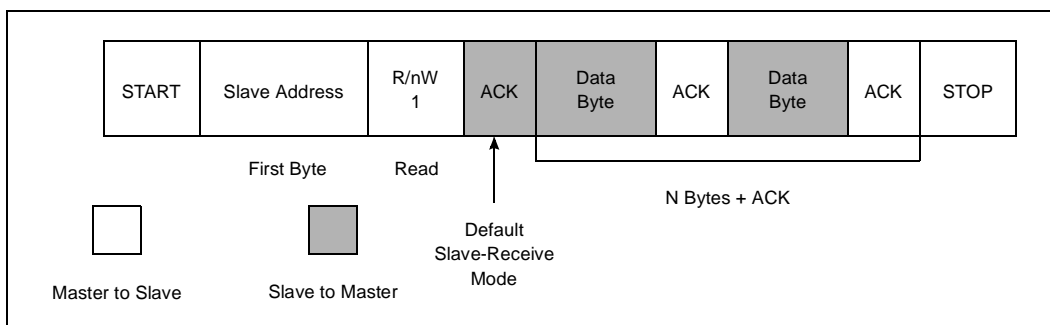 START
Slave Address
R/nW
1
ACK
Data
Byte
ACK
Data
Byte
ACK
STOP
First Byte
Read
N Bytes + ACK
Default
Slave-Receive
Mode
Master to Slave
Slave to Master